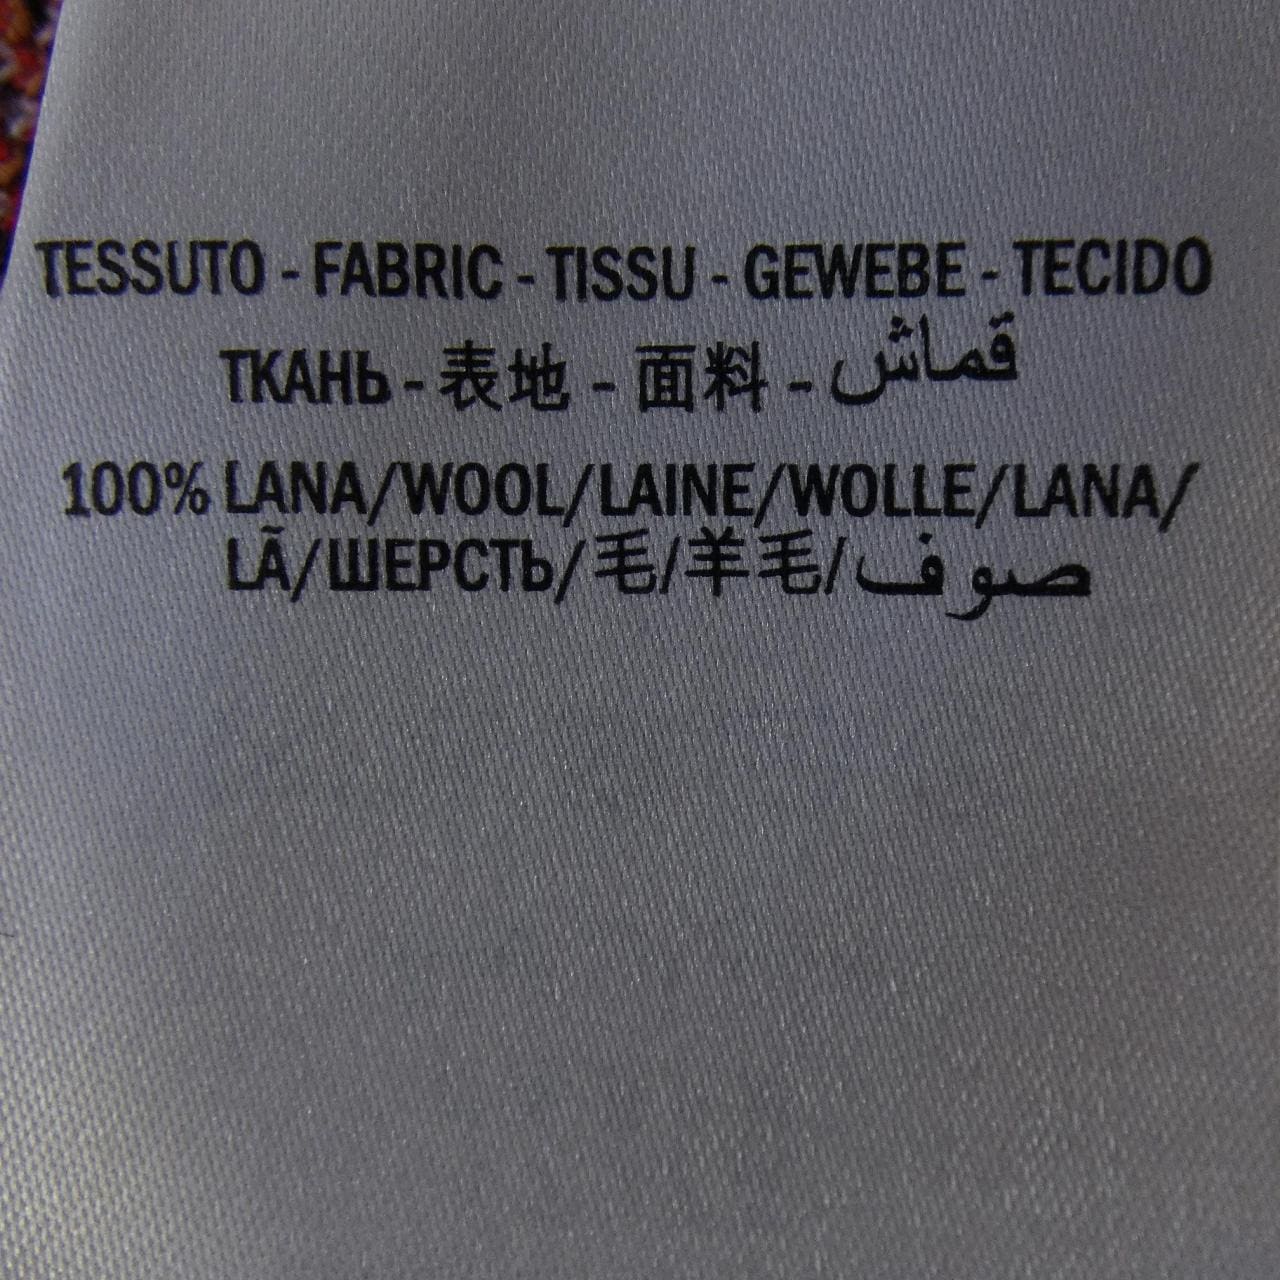 TESSUTO - FABRIC - TISSU - GEWEBE - TECIDO
ТКАНЬ - 表地 - 面料 - قماش
100% LANA/WOOL/LAINE/WOLLE/LANA/
LÃ/ШЕРСТЬ/毛/羊毛/صوف